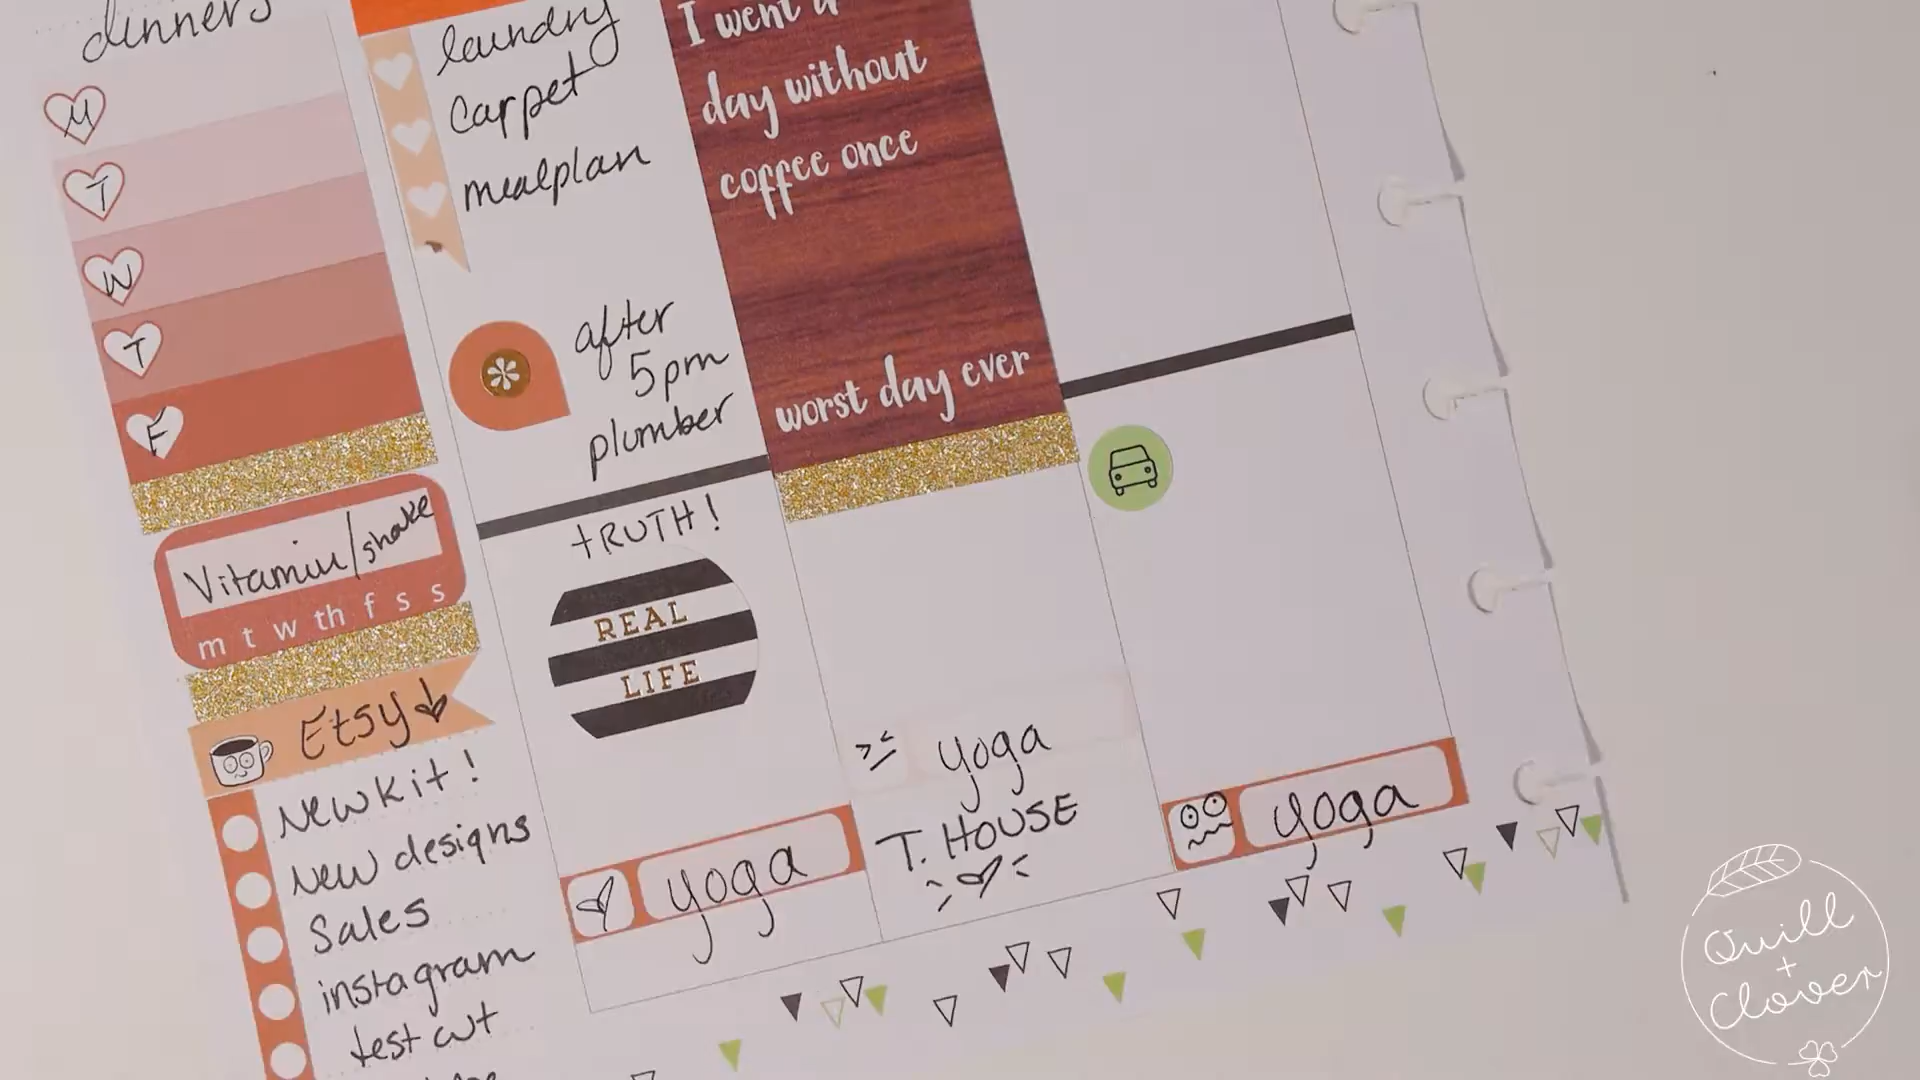 dinners
M
T
W
T
F
Vitamin/shake
m t w th f s s
Etsy
New Kit!
New designs
Sales
instagram
test cut
laundry
carpet
mealplan
after
5pm
plumber
tRUTH!
REAL
LIFE
yoga
I went a
day without
coffee once
worst day ever
yoga
T. HOUSE
yoga
Quill
+
Clover